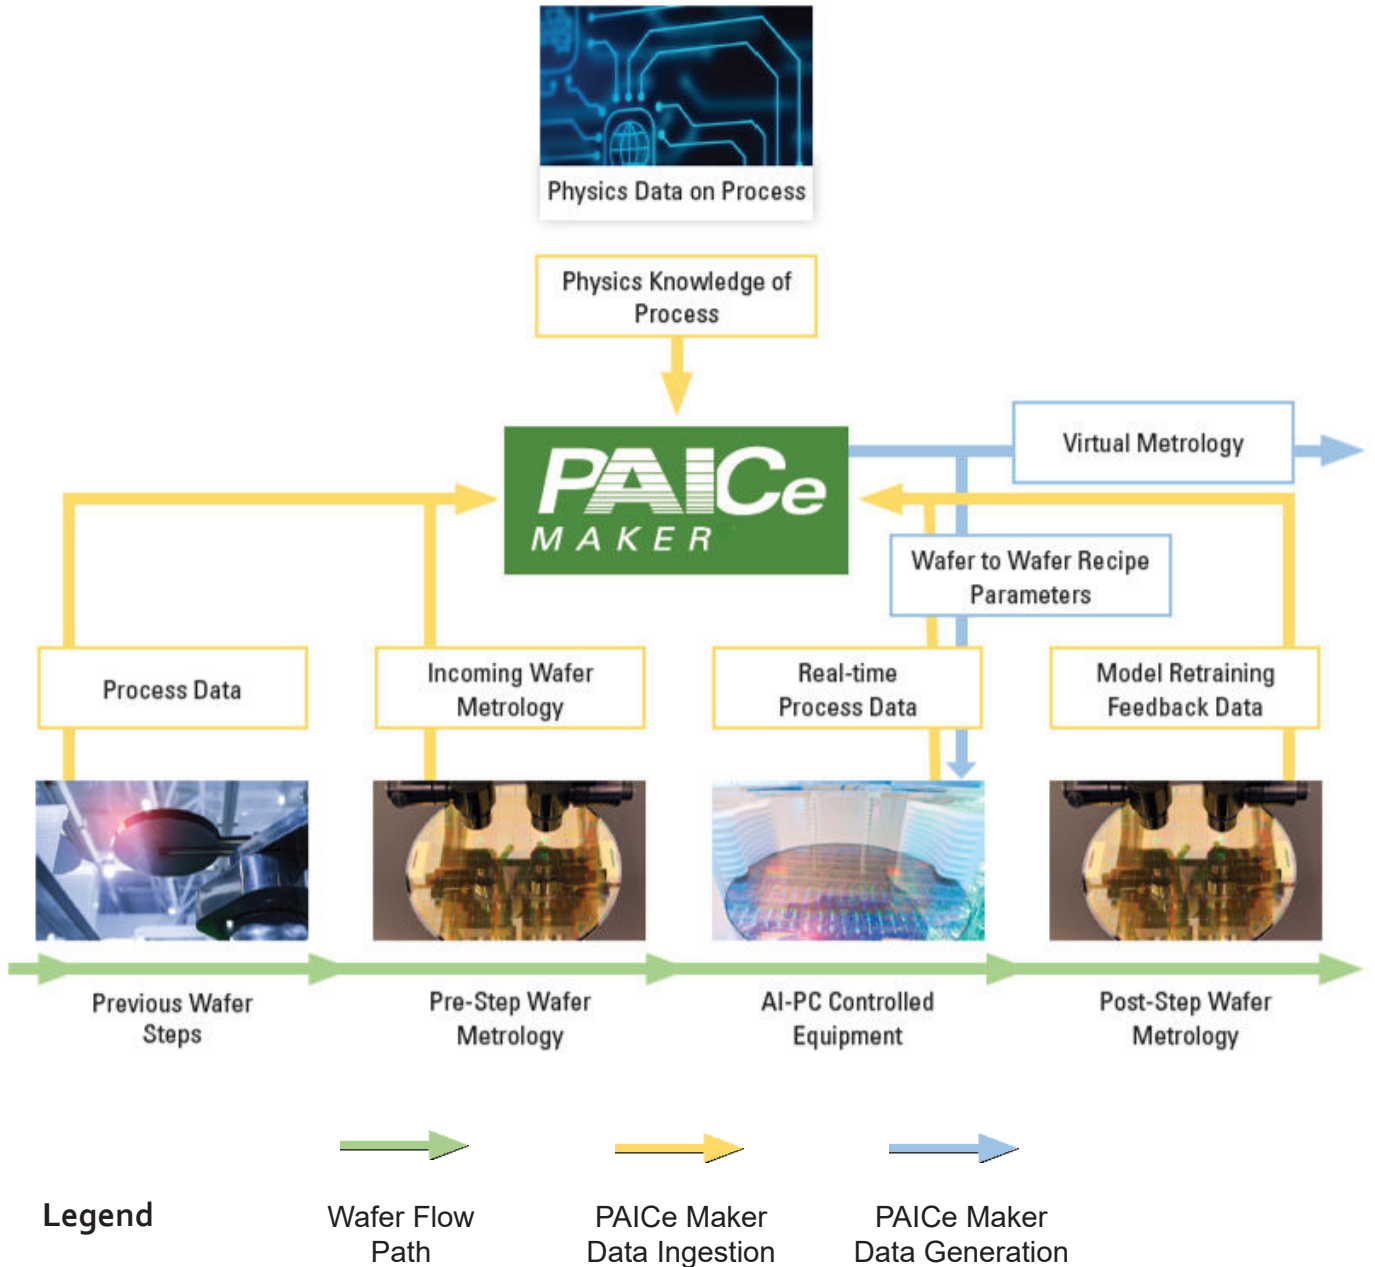 Physics Data on Process
Physics Knowledge of
Process
PAICe
MAKER
Virtual Metrology
Wafer to Wafer Recipe
Parameters
Process Data
Incoming Wafer
Metrology
Real-time
Process Data
Model Retraining
Feedback Data
Previous Wafer
Steps
Pre-Step Wafer
Metrology
AI-PC Controlled
Equipment
Post-Step Wafer
Metrology
Legend
Wafer Flow
Path
PAICe Maker
Data Ingestion
PAICe Maker
Data Generation